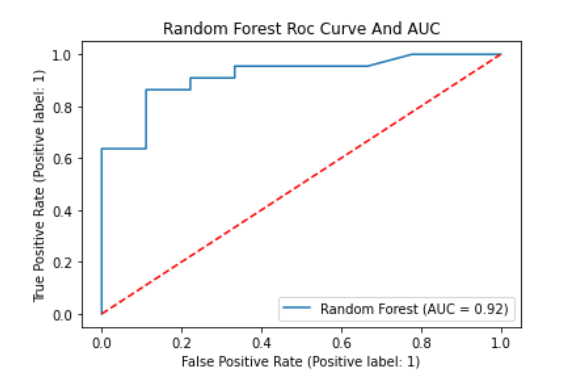 Random Forest Roc Curve And AUC
True Positive Rate (Positive label: 1)
1.0
0.8
0.6
0.4
0.2
0.0
Random Forest (AUC = 0.92)
0.0 0.2 0.4 0.6 0.8 1.0
False Positive Rate (Positive label: 1)